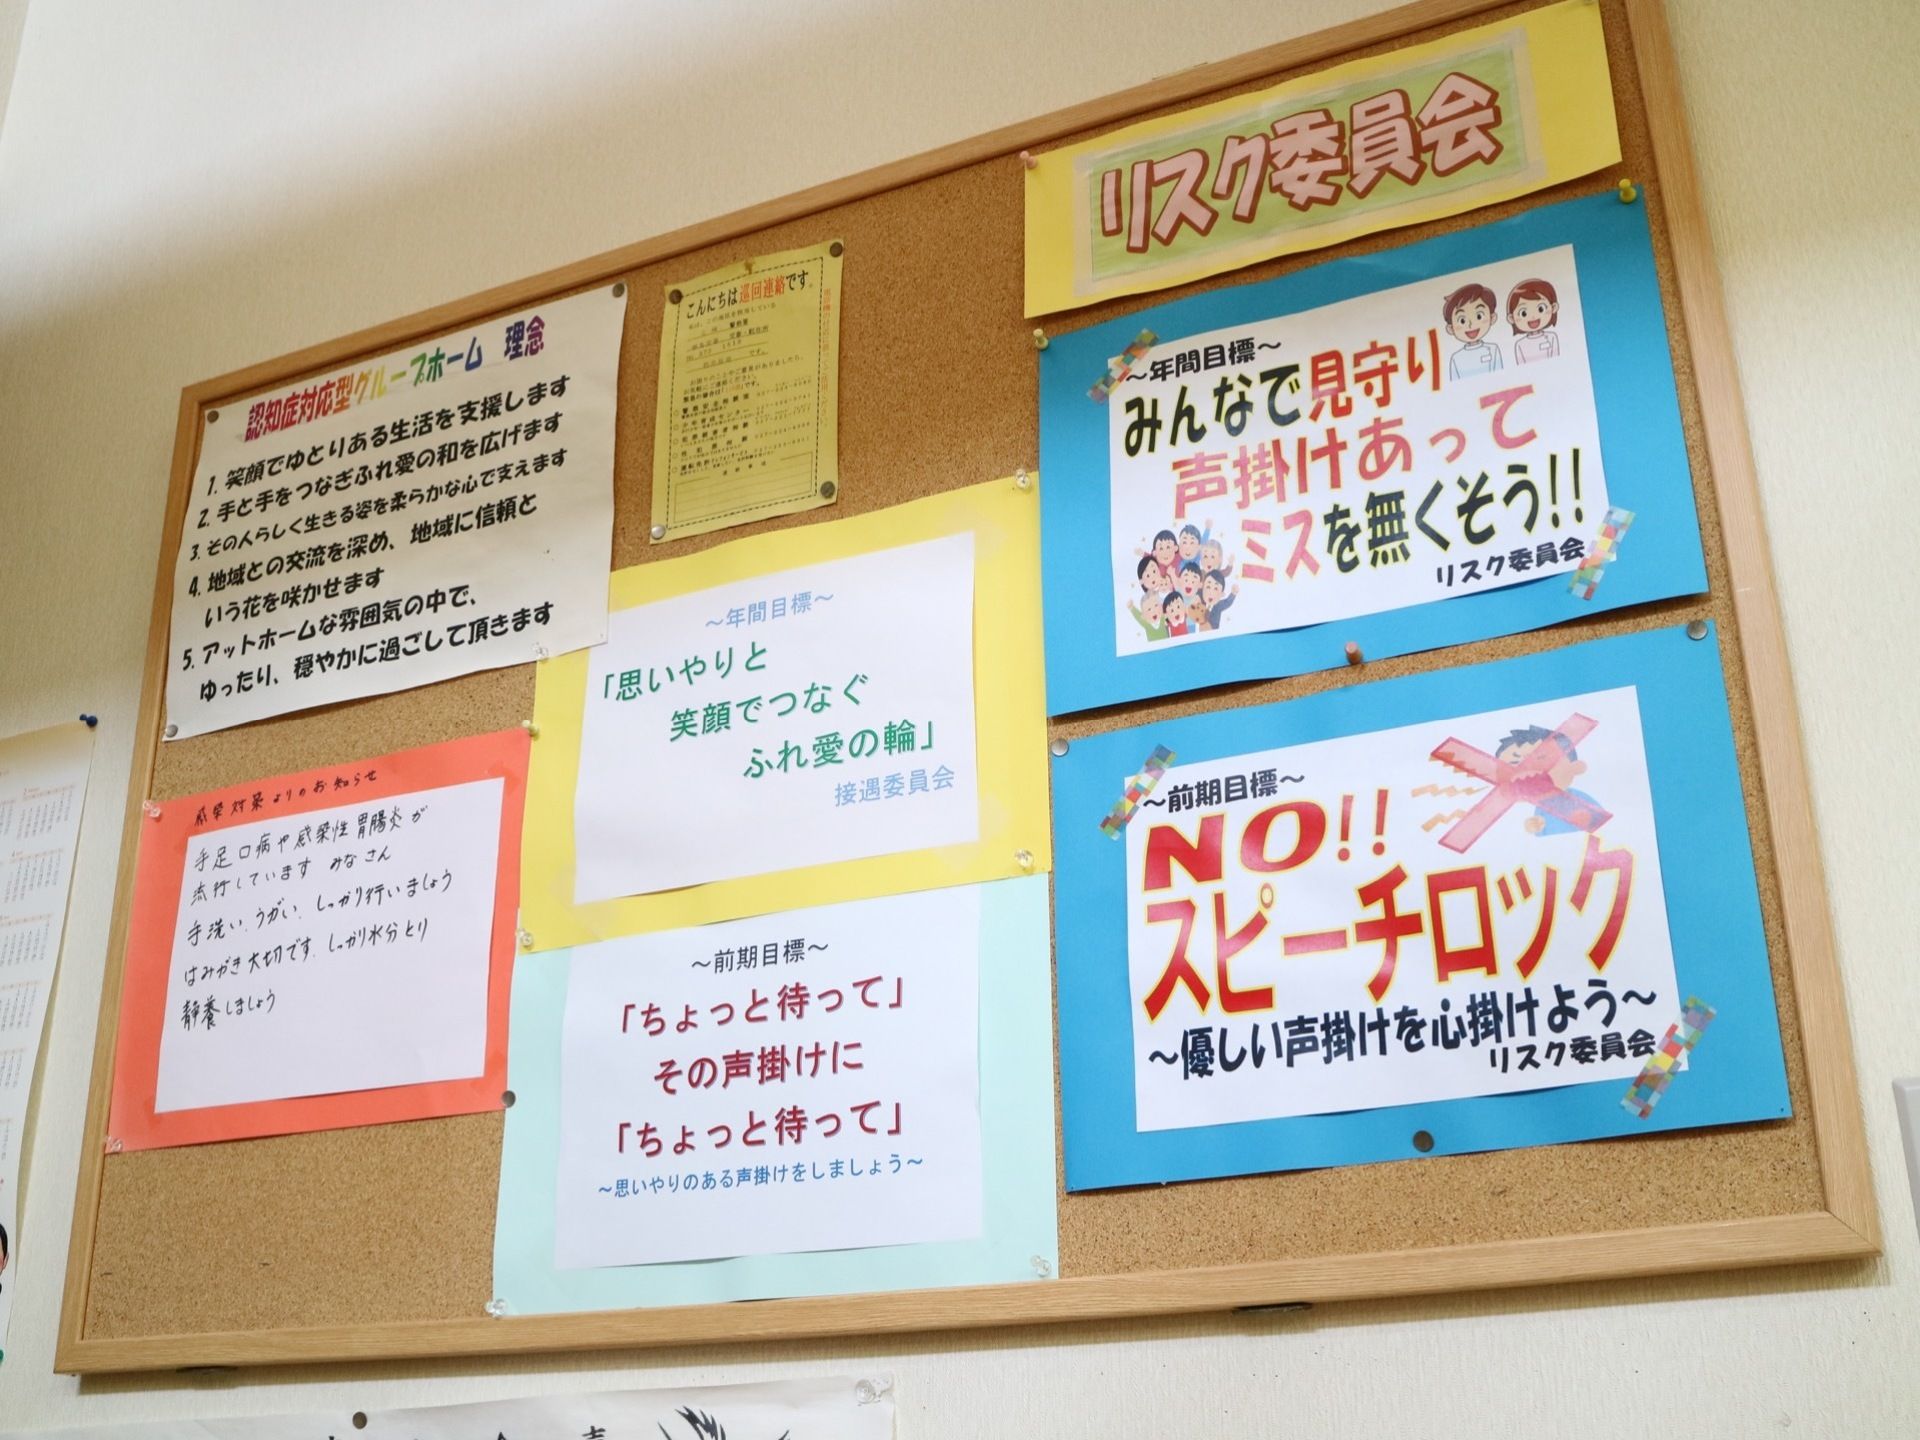 認知症対応型グループホーム　理念
1. 笑顔でゆとりある生活を支援します
2. 手と手をつなぎふれ愛の和を広げます
3. その人らしく生きる姿を柔らかな心で支えます
4. 地域との交流を深め、地域に信頼と
いう花を咲かせます
5. アットホームな雰囲気の中で、
ゆったり、穏やかに過ごして頂きます
こんにちは巡回連絡です。
感染対策よりのお知らせ
手足口病や感染性胃腸炎が
流行しています みなさん
手洗い、うがい、しっかり行いましょう
はみがき大切です、しっかり水分とり
静養しましょう
～年間目標～
「思いやりと
笑顔でつなぐ
ふれ愛の輪」
接遇委員会
～前期目標～
「ちょっと待って」
その声掛けに
「ちょっと待って」
～思いやりのある声掛けをしましょう～
リスク委員会
～年間目標～
みんなで見守り
声掛けあって
ミスを無くそう!!
リスク委員会
～前期目標～
NO!!
スピーチロック
～優しい声掛けを心掛けよう～
リスク委員会